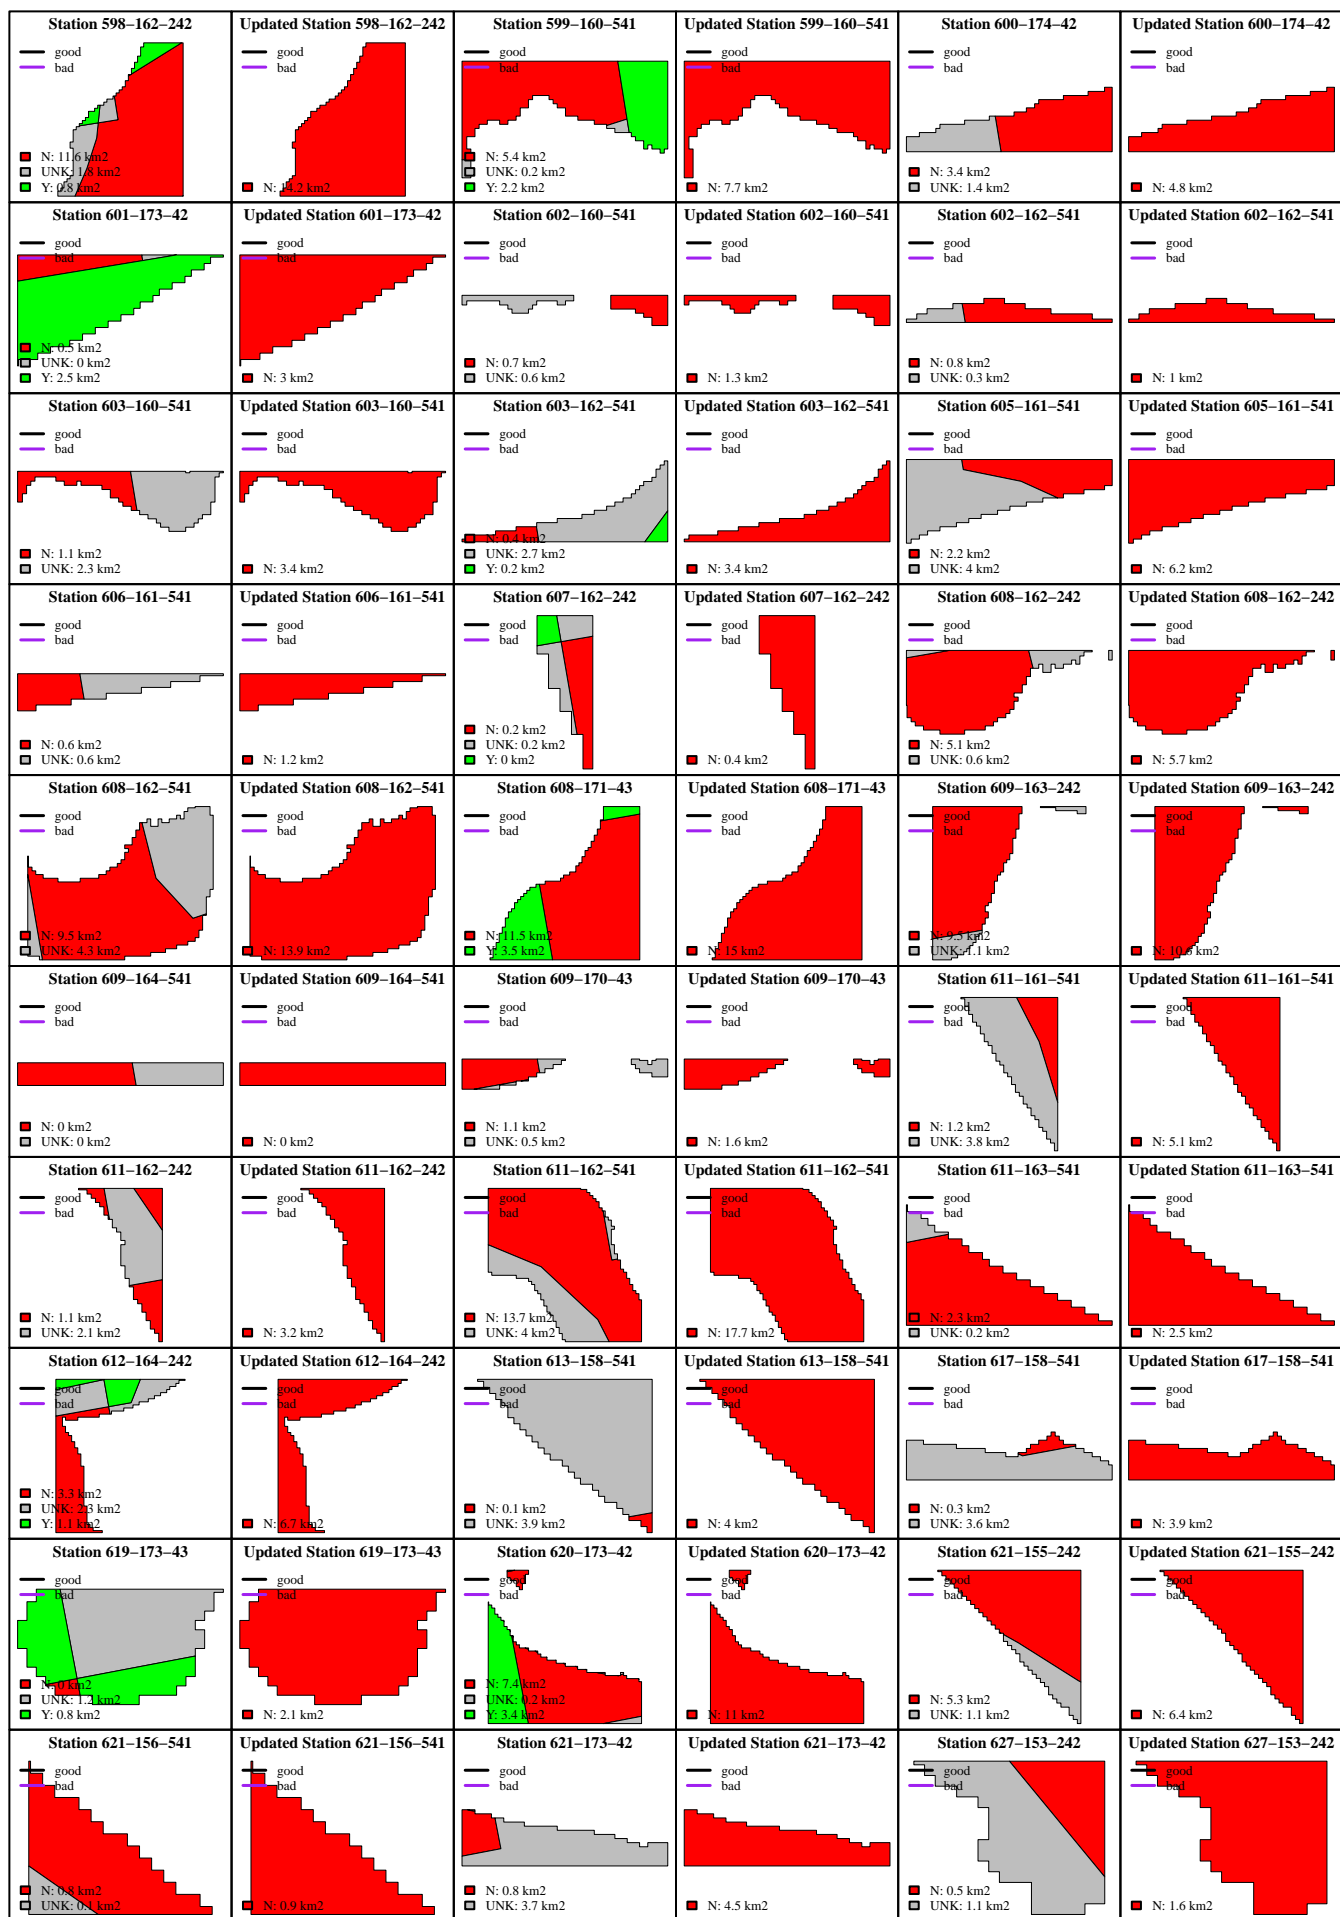 Station 598−162−242
good
bad
N: 11.6 km2
UNK: 1.8 km2
Y: 0.8 km2
Updated Station 598−162−242
good
bad
N: 14.2 km2
Station 599−160−541
good
bad
N: 5.4 km2
UNK: 0.2 km2
Y: 2.2 km2
Updated Station 599−160−541
good
bad
N: 7.7 km2
Station 600−174−42
good
bad
N: 3.4 km2
UNK: 1.4 km2
Updated Station 600−174−42
good
bad
N: 4.8 km2
Station 601−173−42
good
bad
N: 0.5 km2
UNK: 0 km2
Y: 2.5 km2
Updated Station 601−173−42
good
bad
N: 3 km2
Station 602−160−541
good
bad
N: 0.7 km2
UNK: 0.6 km2
Updated Station 602−160−541
good
bad
N: 1.3 km2
Station 602−162−541
good
bad
N: 0.8 km2
UNK: 0.3 km2
Updated Station 602−162−541
good
bad
N: 1 km2
Station 603−160−541
good
bad
N: 1.1 km2
UNK: 2.3 km2
Updated Station 603−160−541
good
bad
N: 3.4 km2
Station 603−162−541
good
bad
N: 0.4 km2
UNK: 2.7 km2
Y: 0.2 km2
Updated Station 603−162−541
good
bad
N: 3.4 km2
Station 605−161−541
good
bad
N: 2.2 km2
UNK: 4 km2
Updated Station 605−161−541
good
bad
N: 6.2 km2
Station 606−161−541
good
bad
N: 0.6 km2
UNK: 0.6 km2
Updated Station 606−161−541
good
bad
N: 1.2 km2
Station 607−162−242
good
bad
N: 0.2 km2
UNK: 0.2 km2
Y: 0 km2
Updated Station 607−162−242
good
bad
N: 0.4 km2
Station 608−162−242
good
bad
N: 5.1 km2
UNK: 0.6 km2
Updated Station 608−162−242
good
bad
N: 5.7 km2
Station 608−162−541
good
bad
N: 9.5 km2
UNK: 4.3 km2
Updated Station 608−162−541
good
bad
N: 13.9 km2
Station 608−171−43
good
bad
N: 11.5 km2
Y: 3.5 km2
Updated Station 608−171−43
good
bad
N: 15 km2
Station 609−163−242
good
bad
N: 9.5 km2
UNK: 1.1 km2
Updated Station 609−163−242
good
bad
N: 10.6 km2
Station 609−164−541
good
bad
N: 0 km2
UNK: 0 km2
Updated Station 609−164−541
good
bad
N: 0 km2
Station 609−170−43
good
bad
N: 1.1 km2
UNK: 0.5 km2
Updated Station 609−170−43
good
bad
N: 1.6 km2
Station 611−161−541
good
bad
N: 1.2 km2
UNK: 3.8 km2
Updated Station 611−161−541
good
bad
N: 5.1 km2
Station 611−162−242
good
bad
N: 1.1 km2
UNK: 2.1 km2
Updated Station 611−162−242
good
bad
N: 3.2 km2
Station 611−162−541
good
bad
N: 13.7 km2
UNK: 4 km2
Updated Station 611−162−541
good
bad
N: 17.7 km2
Station 611−163−541
good
bad
N: 2.3 km2
UNK: 0.2 km2
Updated Station 611−163−541
good
bad
N: 2.5 km2
Station 612−164−242
good
bad
N: 3.3 km2
UNK: 2.3 km2
Y: 1.1 km2
Updated Station 612−164−242
good
bad
N: 6.7 km2
Station 613−158−541
good
bad
N: 0.1 km2
UNK: 3.9 km2
Updated Station 613−158−541
good
bad
N: 4 km2
Station 617−158−541
good
bad
N: 0.3 km2
UNK: 3.6 km2
Updated Station 617−158−541
good
bad
N: 3.9 km2
Station 619−173−43
good
bad
N: 0 km2
UNK: 1.2 km2
Y: 0.8 km2
Updated Station 619−173−43
good
bad
N: 2.1 km2
Station 620−173−42
good
bad
N: 7.4 km2
UNK: 0.2 km2
Y: 3.4 km2
Updated Station 620−173−42
good
bad
N: 11 km2
Station 621−155−242
good
bad
N: 5.3 km2
UNK: 1.1 km2
Updated Station 621−155−242
good
bad
N: 6.4 km2
Station 621−156−541
good
bad
N: 0.8 km2
UNK: 0.1 km2
Updated Station 621−156−541
good
bad
N: 0.9 km2
Station 621−173−42
good
bad
N: 0.8 km2
UNK: 3.7 km2
Updated Station 621−173−42
good
bad
N: 4.5 km2
Station 627−153−242
good
bad
N: 0.5 km2
UNK: 1.1 km2
Updated Station 627−153−242
good
bad
N: 1.6 km2